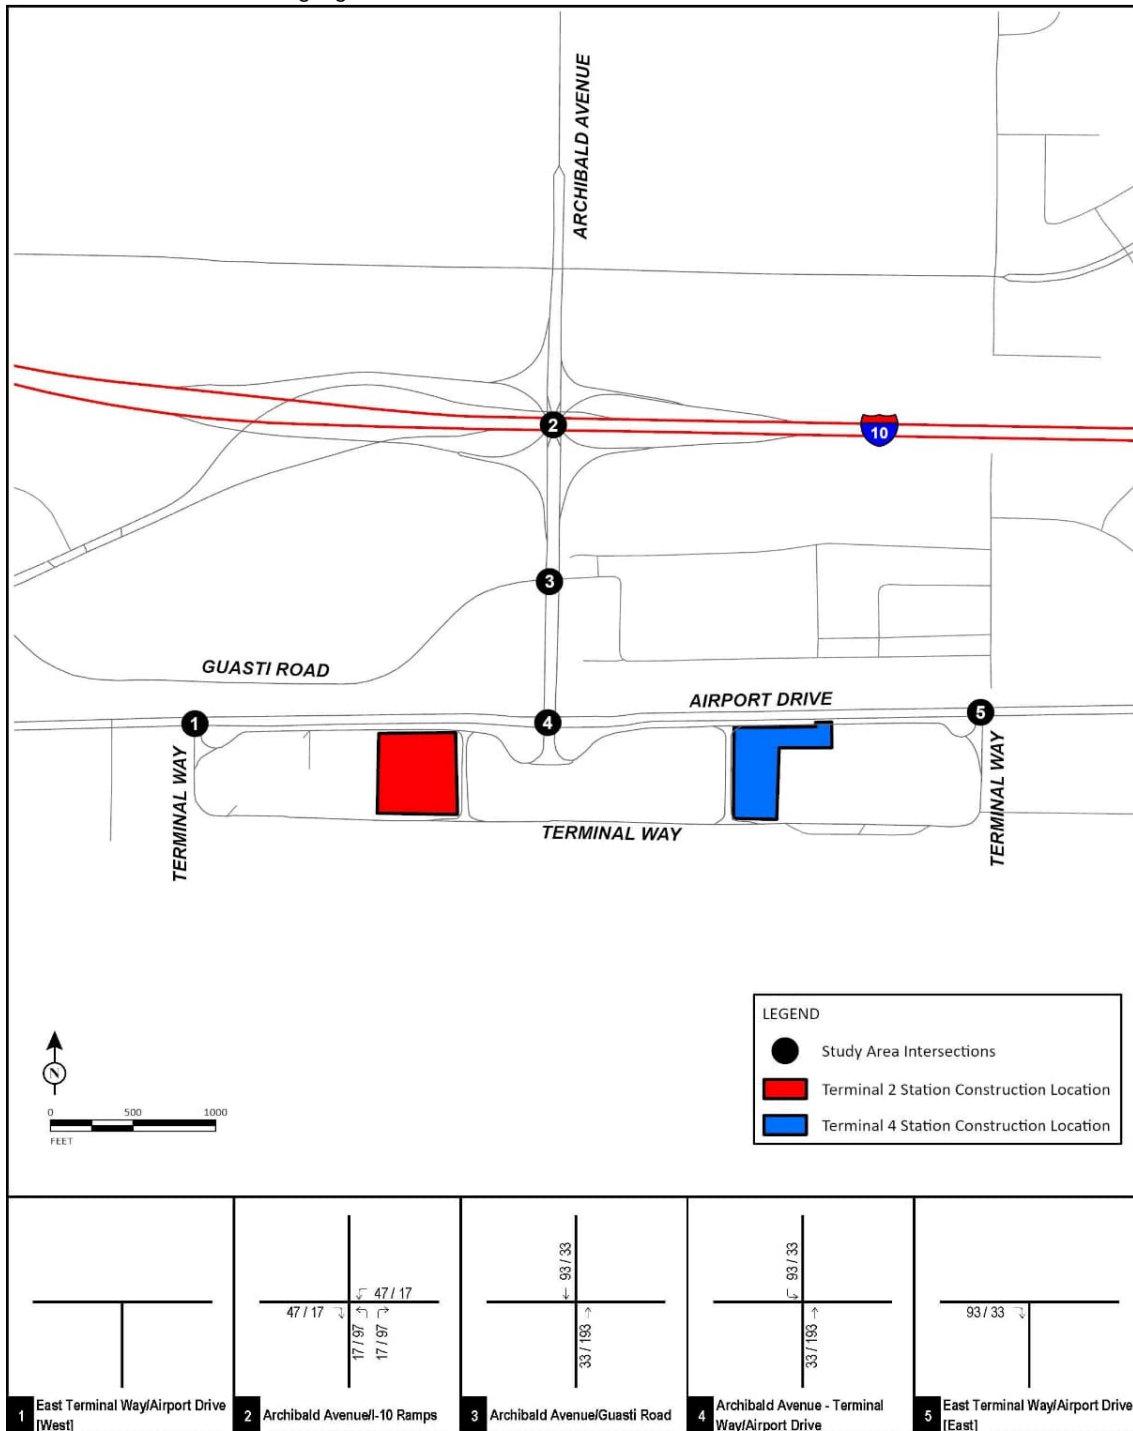 ARCHIBALD AVENUE
2
10
3
GUASTI ROAD
AIRPORT DRIVE
1
4
5
TERMINAL WAY
TERMINAL WAY
TERMINAL WAY
LEGEND
Study Area Intersections
Terminal 2 Station Construction Location
Terminal 4 Station Construction Location
N
0 500 1000
FEET
1 East Terminal Way/Airport Drive
[West]
47 / 17
47 / 17
17 / 97
17 / 97
2 Archibald Avenue/I-10 Ramps
93 / 33
33 / 193
3 Archibald Avenue/Guasti Road
93 / 33
33 / 193
4 Archibald Avenue - Terminal
Way/Airport Drive
93 / 33
5 East Terminal Way/Airport Drive
[East]